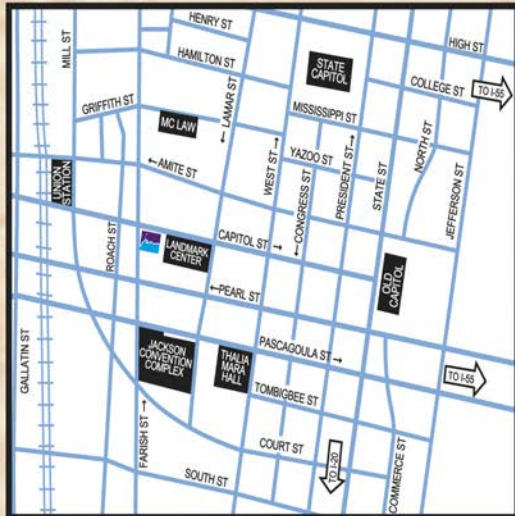 HENRY ST
HIGH ST
MILL ST
HAMILTON ST
STATE
CAPITOL
COLLEGE ST
TO I-55
GRIFFITH ST
LAMAR ST
←
MISSISSIPPI ST
MC LAW
NORTH ST
YAZOO ST
PRESIDENT ST →
← AMITE ST
WEST ST →
UNION
STATION
← CONGRESS ST
STATE ST
JEFFERSON ST
ROACH ST
CAPITOL ST →
LANDMARK
CENTER
OLD
CAPITOL
← PEARL ST
GALLATIN ST
JACKSON
CONVENTION
COMPLEX
THALIA
MARA
HALL
PASCAGOULA ST →
TO I-55
TOMBIGBEE ST
FARISH ST →
COURT ST
TO I-20
COMMERCE ST
SOUTH ST